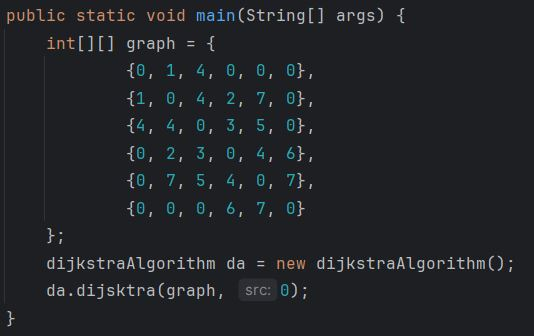 public static void main(String[] args) {
    int[][] graph = {
            {0, 1, 4, 0, 0, 0},
            {1, 0, 4, 2, 7, 0},
            {4, 4, 0, 3, 5, 0},
            {0, 2, 3, 0, 4, 6},
            {0, 7, 5, 4, 0, 7},
            {0, 0, 0, 6, 7, 0}
    };
    dijkstraAlgorithm da = new dijkstraAlgorithm();
    da.dijsktra(graph, src: 0);
}